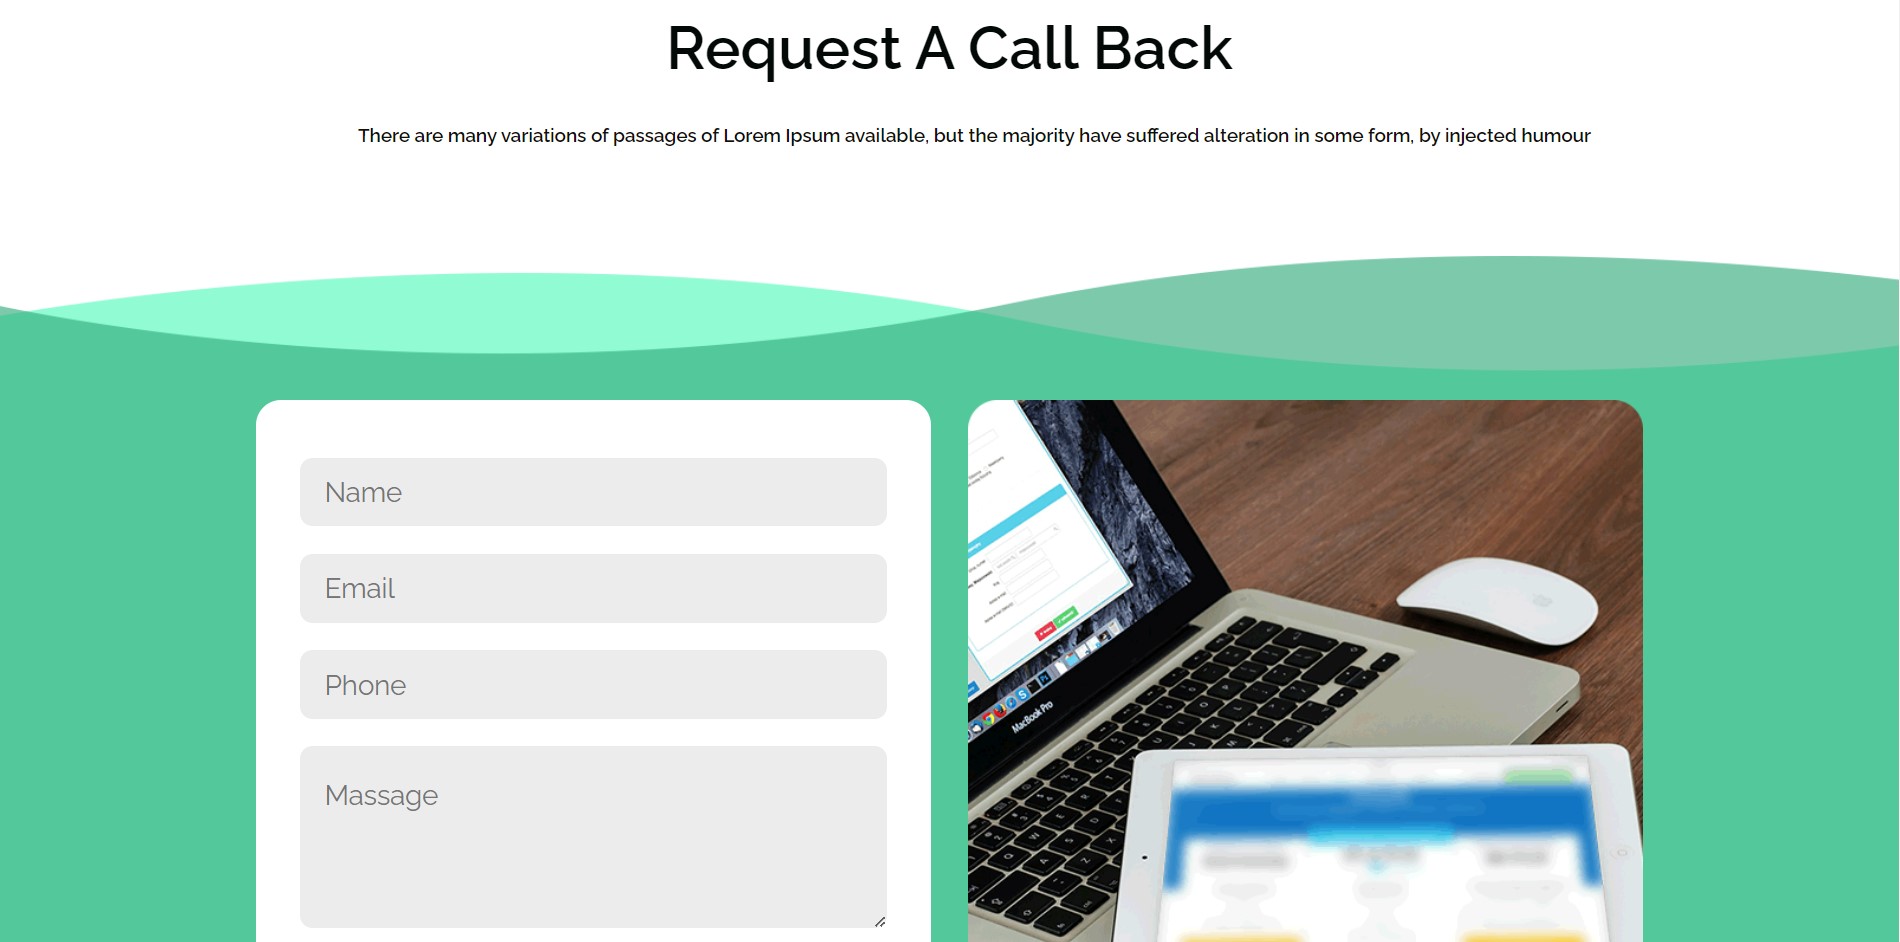 Request A Call Back
There are many variations of passages of Lorem Ipsum available, but the majority have suffered alteration in some form, by injected humour
Name
Email
Phone
Massage
MacBook Pro